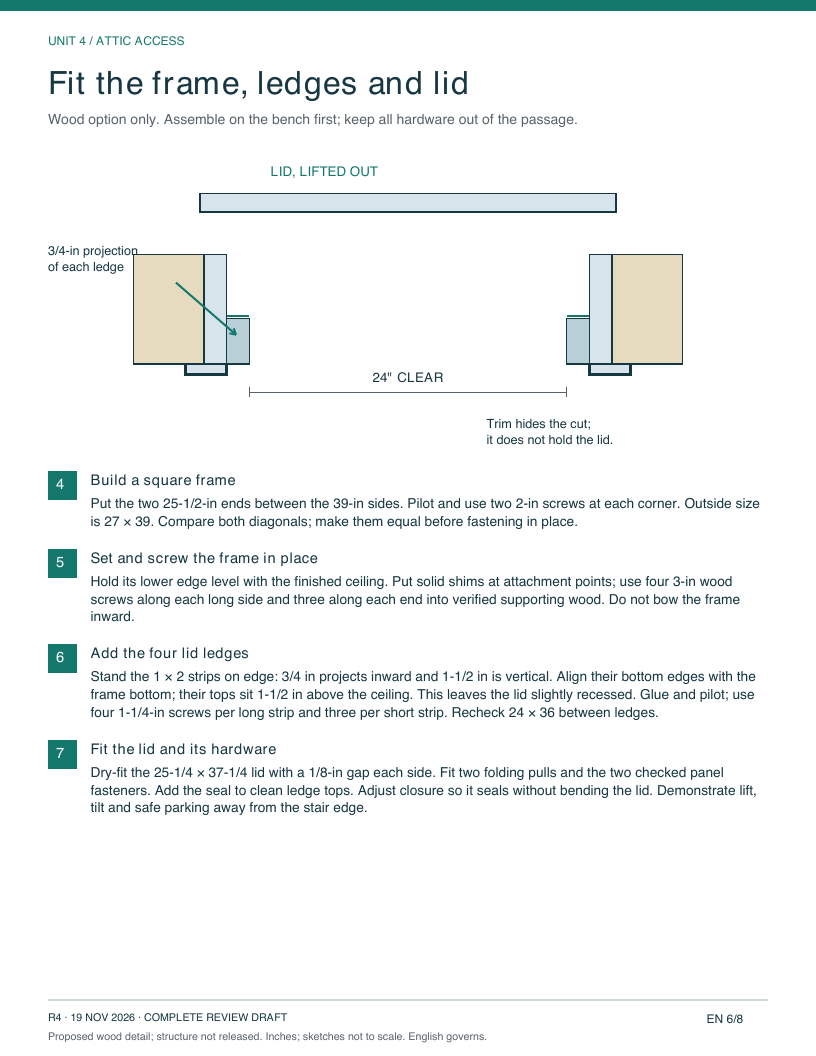 UNIT 4 / ATTIC ACCESS
Fit the frame, ledges and lid
Wood option only. Assemble on the bench first; keep all hardware out of the passage.
LID, LIFTED OUT
3/4-in projection
of each ledge
24" CLEAR
Trim hides the cut;
it does not hold the lid.
4
Build a square frame
Put the two 25-1/2-in ends between the 39-in sides. Pilot and use two 2-in screws at each corner. Outside size
is 27 × 39. Compare both diagonals; make them equal before fastening in place.
5
Set and screw the frame in place
Hold its lower edge level with the finished ceiling. Put solid shims at attachment points; use four 3-in wood
screws along each long side and three along each end into verified supporting wood. Do not bow the frame
inward.
6
Add the four lid ledges
Stand the 1 × 2 strips on edge: 3/4 in projects inward and 1-1/2 in is vertical. Align their bottom edges with the
frame bottom; their tops sit 1-1/2 in above the ceiling. This leaves the lid slightly recessed. Glue and pilot; use
four 1-1/4-in screws per long strip and three per short strip. Recheck 24 × 36 between ledges.
7
Fit the lid and its hardware
Dry-fit the 25-1/4 × 37-1/4 lid with a 1/8-in gap each side. Fit two folding pulls and the two checked panel
fasteners. Add the seal to clean ledge tops. Adjust closure so it seals without bending the lid. Demonstrate lift,
tilt and safe parking away from the stair edge.
R4 · 19 NOV 2026 · COMPLETE REVIEW DRAFT
EN 6/8
Proposed wood detail; structure not released. Inches; sketches not to scale. English governs.